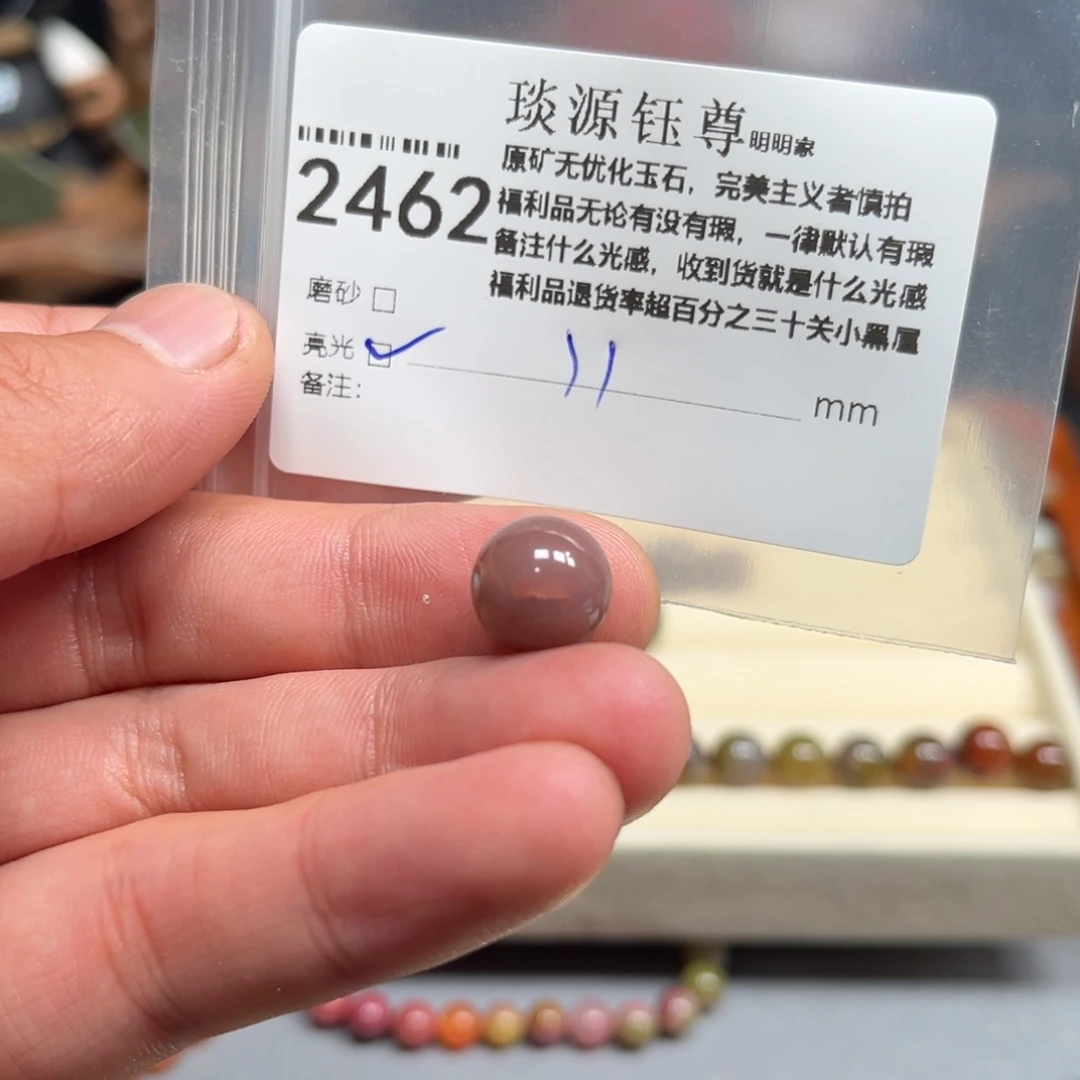 琰源钰尊明明家
2462
原矿无优化玉石，完美主义者慎拍
福利品无论有没有瑕，一律默认有瑕
备注什么光感，收到货就是什么光感
福利品退货率超百分之三十关小黑屋
磨砂 □
亮光 ☑ 11 mm
备注：